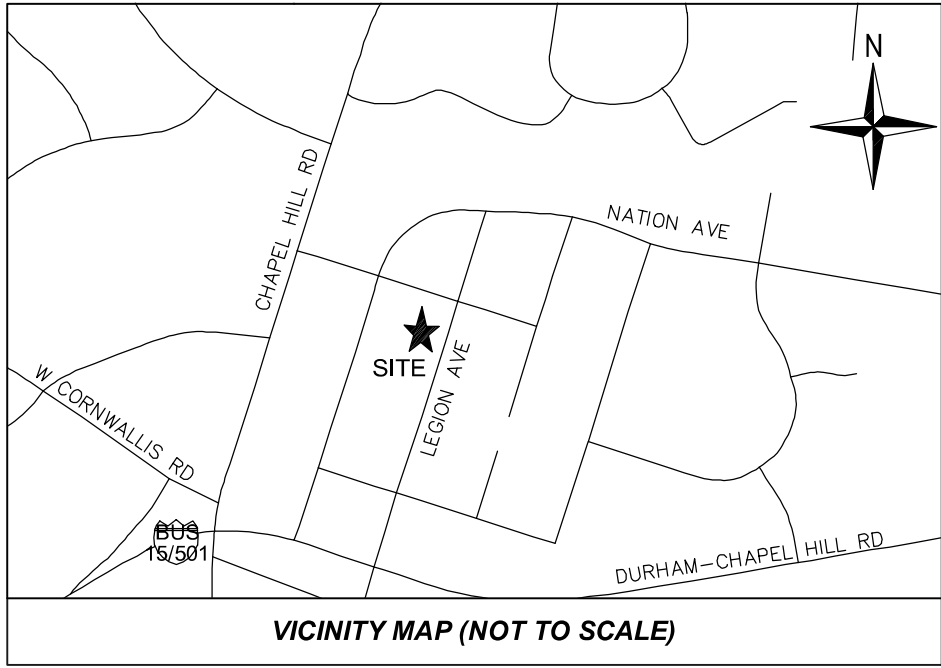 N
NATION AVE
CHAPEL HILL RD
SITE
LEGION AVE
W CORNWALLIS RD
BUS
15/501
DURHAM-CHAPEL HILL RD
VICINITY MAP (NOT TO SCALE)